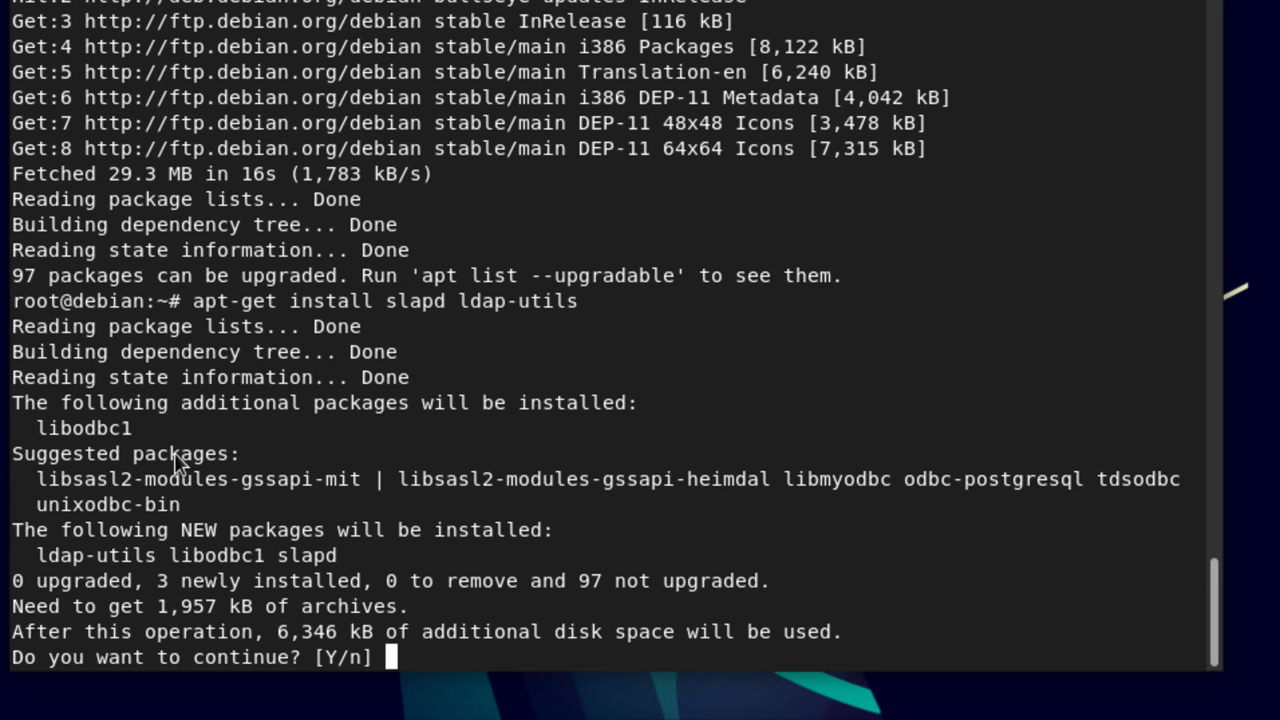 Get:3 http://ftp.debian.org/debian stable InRelease [116 kB]
Get:4 http://ftp.debian.org/debian stable/main i386 Packages [8,122 kB]
Get:5 http://ftp.debian.org/debian stable/main Translation-en [6,240 kB]
Get:6 http://ftp.debian.org/debian stable/main i386 DEP-11 Metadata [4,042 kB]
Get:7 http://ftp.debian.org/debian stable/main DEP-11 48x48 Icons [3,478 kB]
Get:8 http://ftp.debian.org/debian stable/main DEP-11 64x64 Icons [7,315 kB]
Fetched 29.3 MB in 16s (1,783 kB/s)
Reading package lists... Done
Building dependency tree... Done
Reading state information... Done
97 packages can be upgraded. Run 'apt list --upgradable' to see them.
root@debian:~# apt-get install slapd ldap-utils
Reading package lists... Done
Building dependency tree... Done
Reading state information... Done
The following additional packages will be installed:
  libodbc1
Suggested packages:
  libsasl2-modules-gssapi-mit | libsasl2-modules-gssapi-heimdal libmyodbc odbc-postgresql tdsodbc
  unixodbc-bin
The following NEW packages will be installed:
  ldap-utils libodbc1 slapd
0 upgraded, 3 newly installed, 0 to remove and 97 not upgraded.
Need to get 1,957 kB of archives.
After this operation, 6,346 kB of additional disk space will be used.
Do you want to continue? [Y/n]